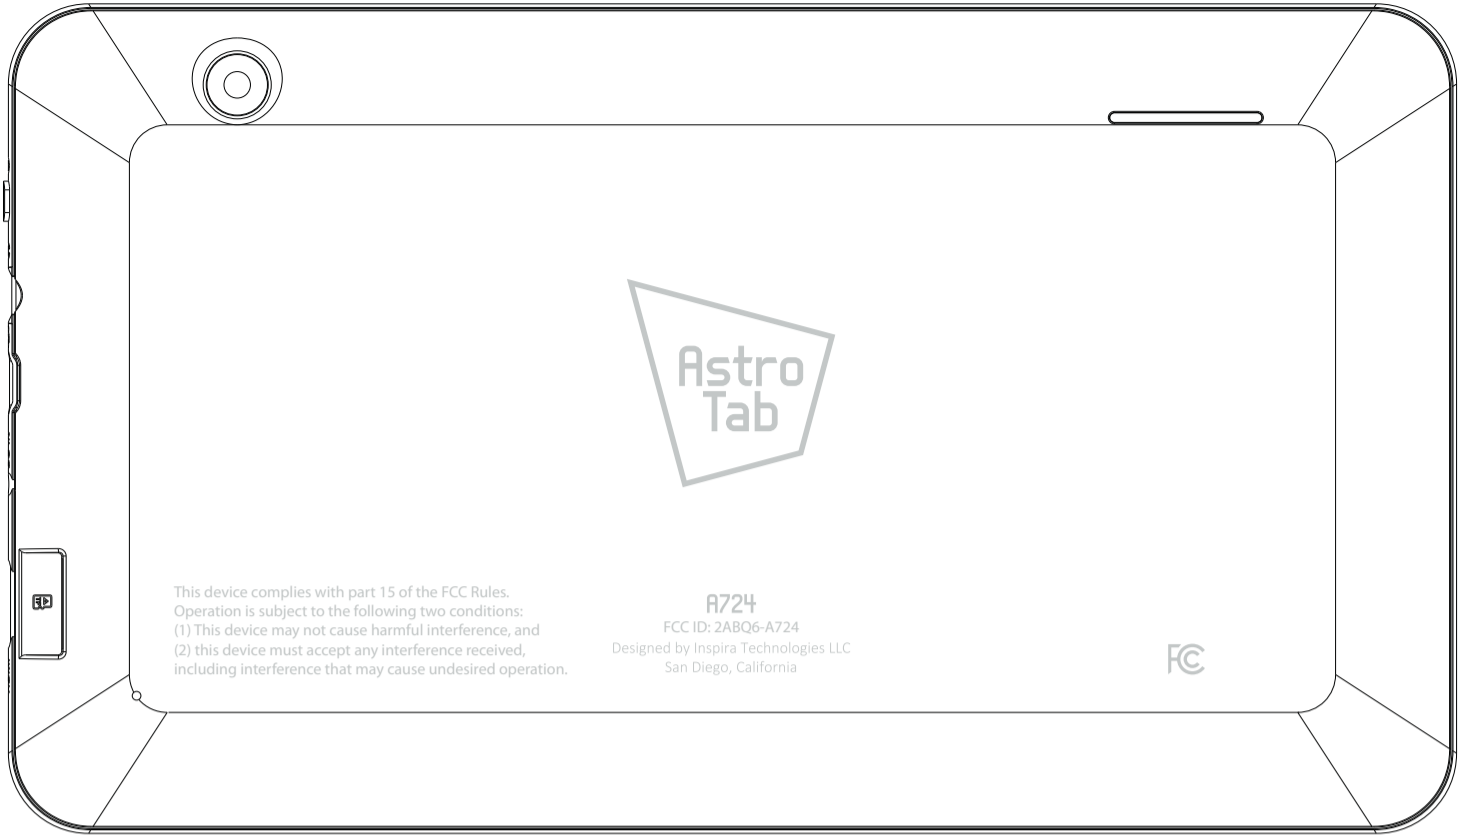 Astro
Tab
This device complies with part 15 of the FCC Rules.
Operation is subject to the following two conditions:
(1) This device may not cause harmful interference, and
(2) this device must accept any interference received,
including interference that may cause undesired operation.
A724
FCC ID: 2ABQ6-A724
Designed by Inspira Technologies LLC
San Diego, California
FC